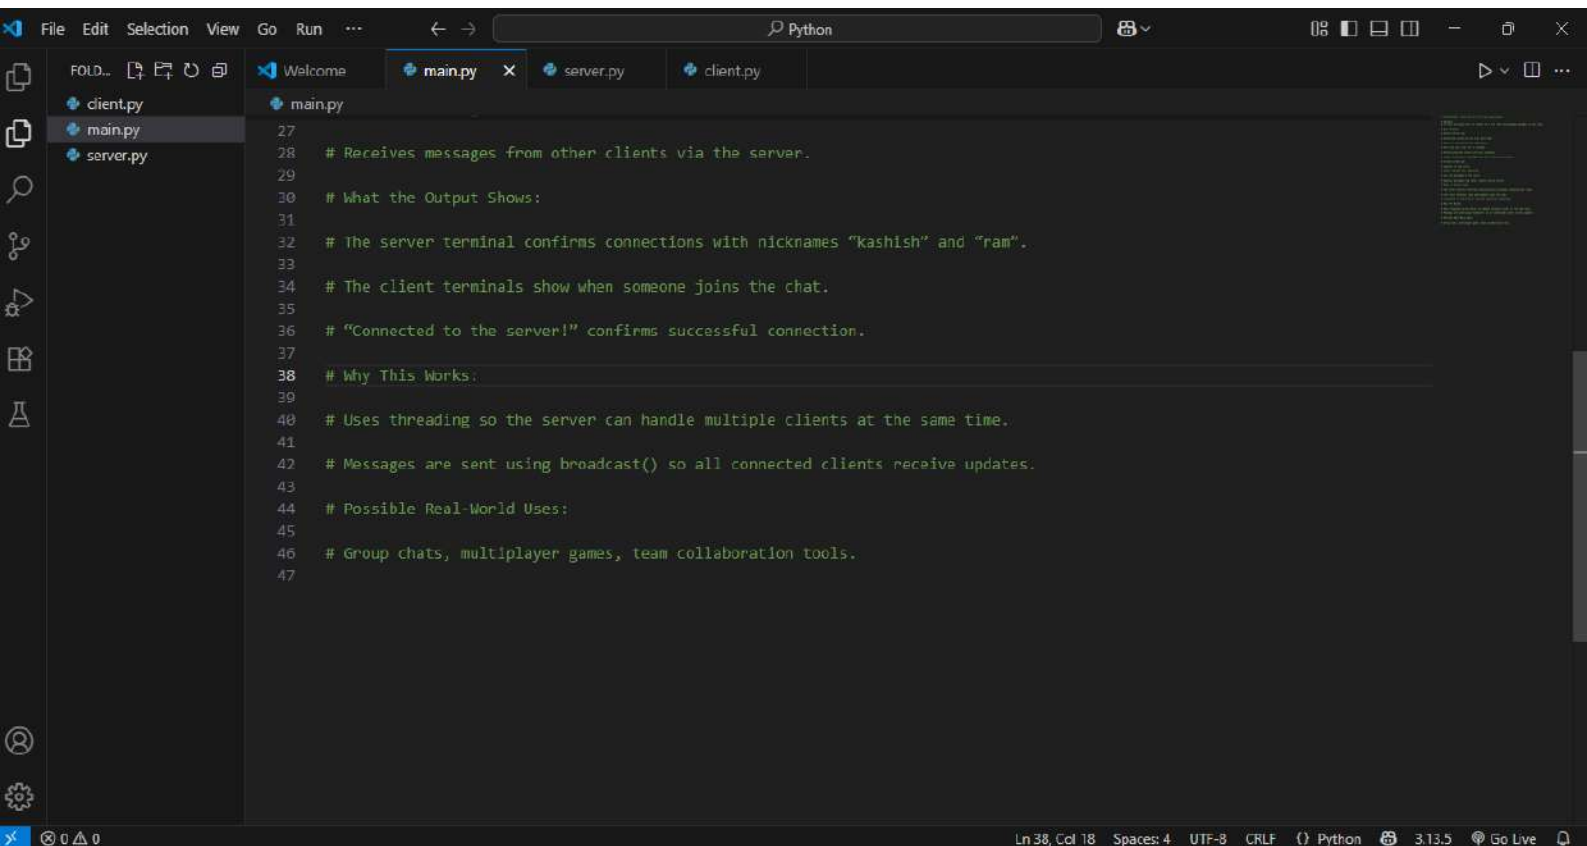 File Edit Selection View Go Run ···
Python
FOLD...
Welcome
main.py
server.py
client.py
client.py
main.py
server.py
main.py
27
28 # Receives messages from other clients via the server.
29
30 # What the Output Shows:
31
32 # The server terminal confirms connections with nicknames “kashish” and “ram”.
33
34 # The client terminals show when someone joins the chat.
35
36 # “Connected to the server!” confirms successful connection.
37
38 # Why This Works:
39
40 # Uses threading so the server can handle multiple clients at the same time.
41
42 # Messages are sent using broadcast() so all connected clients receive updates.
43
44 # Possible Real-World Uses:
45
46 # Group chats, multiplayer games, team collaboration tools.
47
0 0
Ln 38, Col 18 Spaces: 4 UTF-8 CRLF {} Python 3.13.5 Go Live